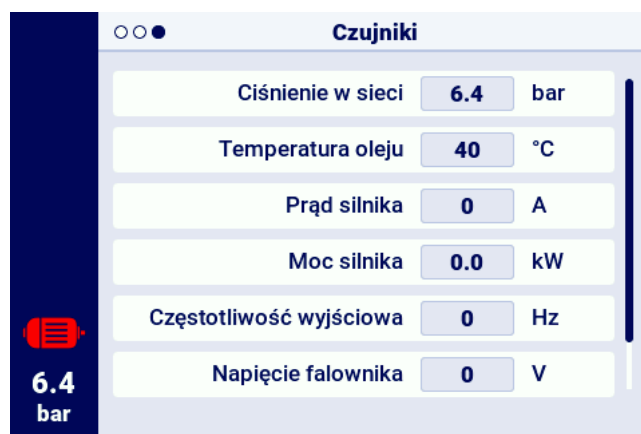 Czujniki
Ciśnienie w sieci 6.4 bar
Temperatura oleju 40 °C
Prąd silnika 0 A
Moc silnika 0.0 kW
Częstotliwość wyjściowa 0 Hz
Napięcie falownika 0 V
6.4
bar